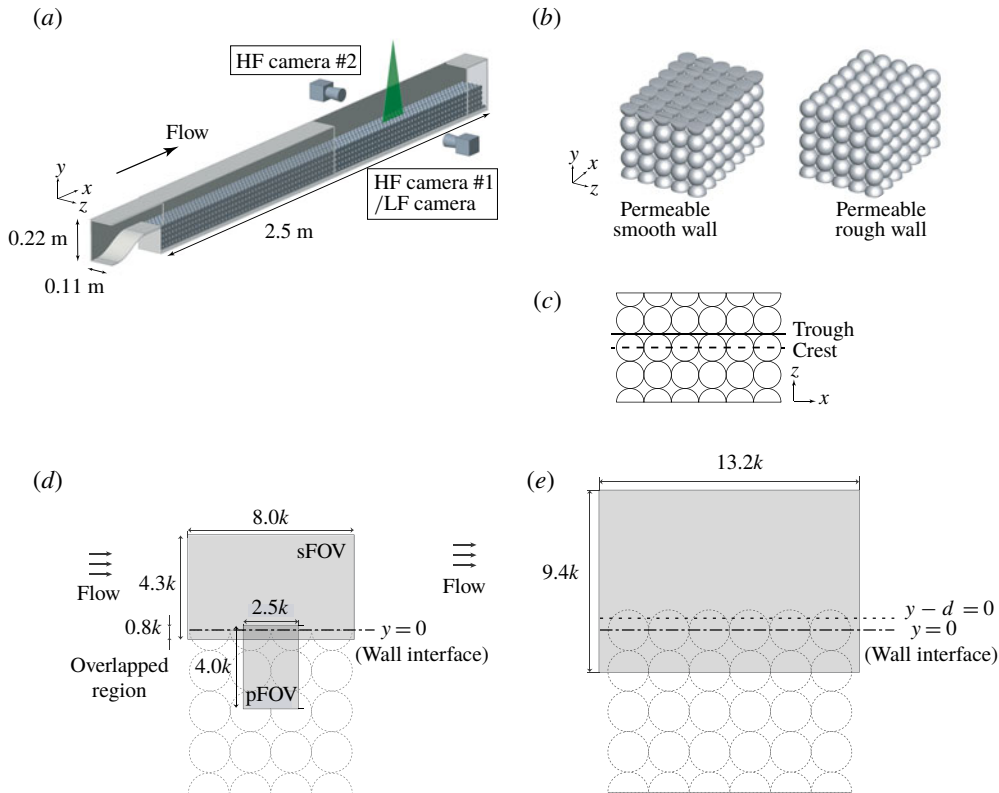 (a)
HF camera #2
Flow
y
x
z
HF camera #1
/LF camera
0.22 m
2.5 m
0.11 m
(b)
y
x
z
Permeable
smooth wall
Permeable
rough wall
(c)
Trough
Crest
z
x
(d)
8.0k
sFOV
Flow
4.3k
2.5k
0.8k
y = 0
(Wall interface)
Overlapped
region
4.0k
pFOV
Flow
(e)
13.2k
9.4k
y − d = 0
y = 0
(Wall interface)